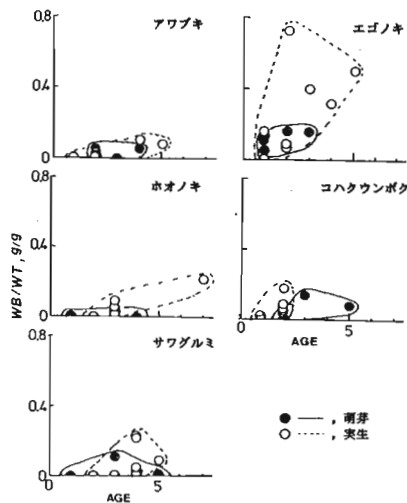 アワブキ
エゴノキ
0.8
0.4
0
ホオノキ
コハクウンボク
0.8
0.4
0
WB/WT, g/g
0
5
AGE
サワグルミ
0.8
0.4
0
0
5
AGE
● ——, 萌芽
○ -----, 実生